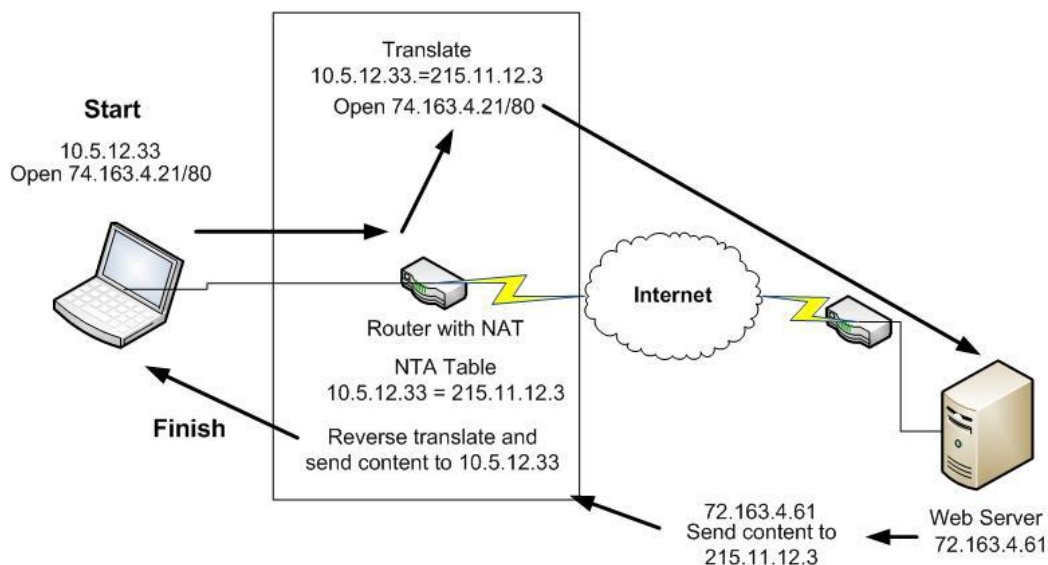 Translate
10.5.12.33.=215.11.12.3
Open 74.163.4.21/80
Start
10.5.12.33
Open 74.163.4.21/80
Internet
Router with NAT
NTA Table
10.5.12.33 = 215.11.12.3
Finish
Reverse translate and
send content to 10.5.12.33
72.163.4.61
Send content to
215.11.12.3
Web Server
72.163.4.61